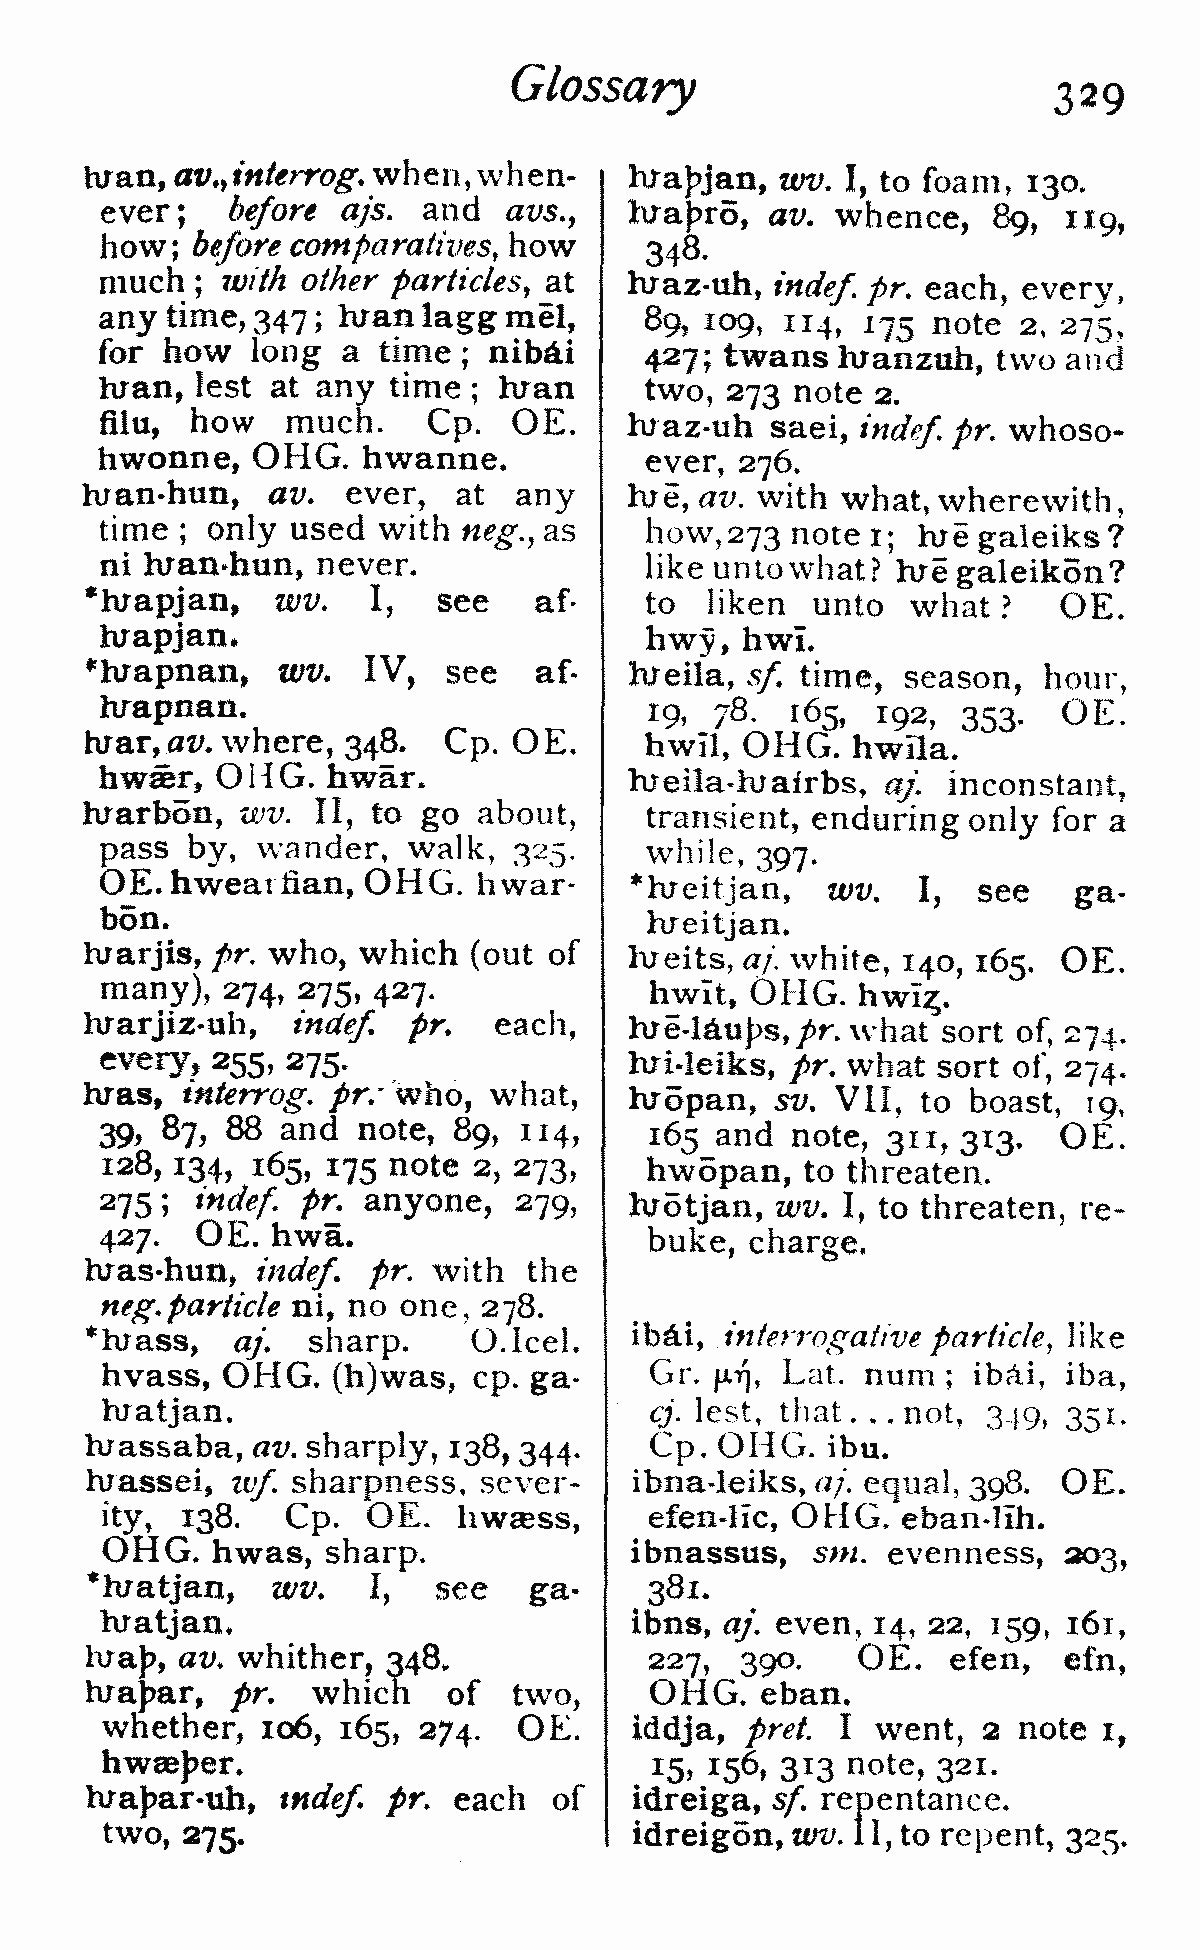 Glossary
329
ƕan, av., interrog. when, when-
ever; before ajs. and avs.,
how; before comparatives, how
much; with other particles, at
any time, 347; ƕan lagg mēl,
for how long a time; nibái
ƕan, lest at any time; ƕan
filu, how much. Cp. OE.
hwonne, OHG. hwanne.
ƕan-hun, av. ever, at any
time; only used with neg., as
ni ƕan-hun, never.
*ƕapjan, wv. I, see af-
ƕapjan.
*ƕapnan, wv. IV, see af-
ƕapnan.
ƕar, av. where, 348. Cp. OE.
hwǣr, OHG. hwār.
ƕarbōn, wv. II, to go about,
pass by, wander, walk, 325.
OE. hwearfian, OHG. hwar-
bōn.
ƕarjis, pr. who, which (out of
many), 274, 275, 427.
ƕarjiz-uh, indef. pr. each,
every, 255, 275.
ƕas, interrog. pr. who, what,
39, 87, 88 and note, 89, 114,
128, 134, 165, 175 note 2, 273,
275; indef. pr. anyone, 279,
427. OE. hwā.
ƕas-hun, indef. pr. with the
neg. particle ni, no one, 278.
*ƕass, aj. sharp. O.Icel.
hvass, OHG. (h)was, cp. ga-
ƕatjan.
ƕassaba, av. sharply, 138, 344.
ƕassei, wf. sharpness, sever-
ity, 138. Cp. OE. hwæss,
OHG. hwas, sharp.
*ƕatjan, wv. I, see ga-
ƕatjan.
ƕaþ, av. whither, 348.
ƕaþar, pr. which of two,
whether, 106, 165, 274. OE.
hwæþer.
ƕaþar-uh, indef. pr. each of
two, 275.
ƕaþjan, wv. I, to foam, 130.
ƕaþrō, av. whence, 89, 119,
348.
ƕaz-uh, indef. pr. each, every,
89, 109, 114, 175 note 2, 275,
427; twans ƕanzuh, two and
two, 273 note 2.
ƕaz-uh saei, indef. pr. whoso-
ever, 276.
ƕē, av. with what, wherewith,
how, 273 note 1; ƕē galeiks?
like unto what? ƕē galeikōn?
to liken unto what? OE.
hwȳ, hwī.
ƕeila, sf. time, season, hour,
19, 78. 165, 192, 353. OE.
hwīl, OHG. hwīla.
ƕeila-ƕaírbs, aj. inconstant,
transient, enduring only for a
while, 397.
*ƕeitjan, wv. I, see ga-
ƕeitjan.
ƕeits, aj. white, 140, 165. OE.
hwīt, OHG. hwīʒ.
ƕē-láuþs, pr. what sort of, 274.
ƕi-leiks, pr. what sort of, 274.
ƕōpan, sv. VII, to boast, 19,
165 and note, 311, 313. OE.
hwōpan, to threaten.
ƕōtjan, wv. I, to threaten, re-
buke, charge.
ibái, interrogative particle, like
Gr. μή, Lat. num; ibái, iba,
cj. lest, that...not, 349, 351.
Cp. OHG. ibu.
ibna-leiks, aj. equal, 398. OE.
efen-līc, OHG. eban-līh.
ibnassus, sm. evenness, 203,
381.
ibns, aj. even, 14, 22, 159, 161,
227, 390. OE. efen, efn,
OHG. eban.
iddja, pret. I went, 2 note 1,
15, 156, 313 note, 321.
idreiga, sf. repentance.
idreigōn, wv. II, to repent, 325.